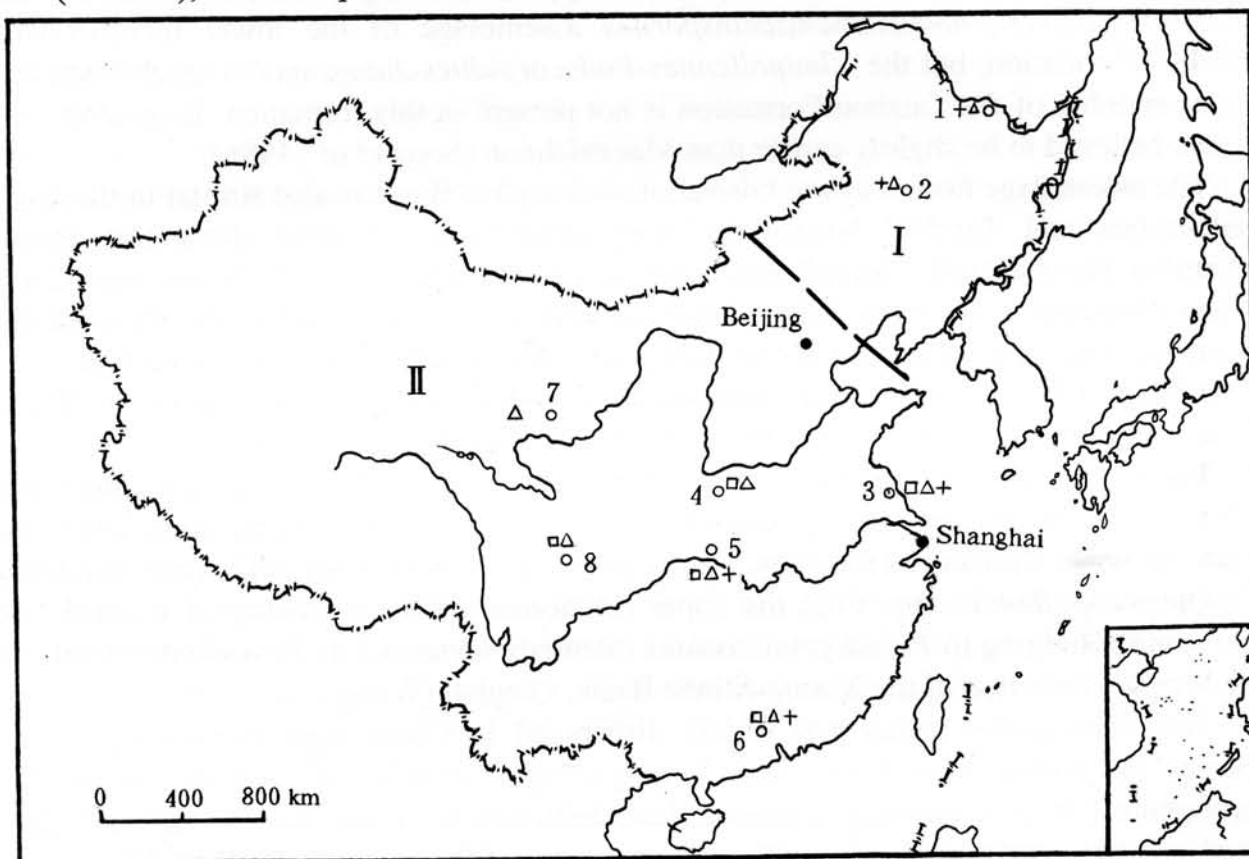 1+△
+△
2
I
Beijing
II
7
△
4 □△
3 □△+
□△
8
5
□△+
Shanghai
□△+
6
0 400 800 km